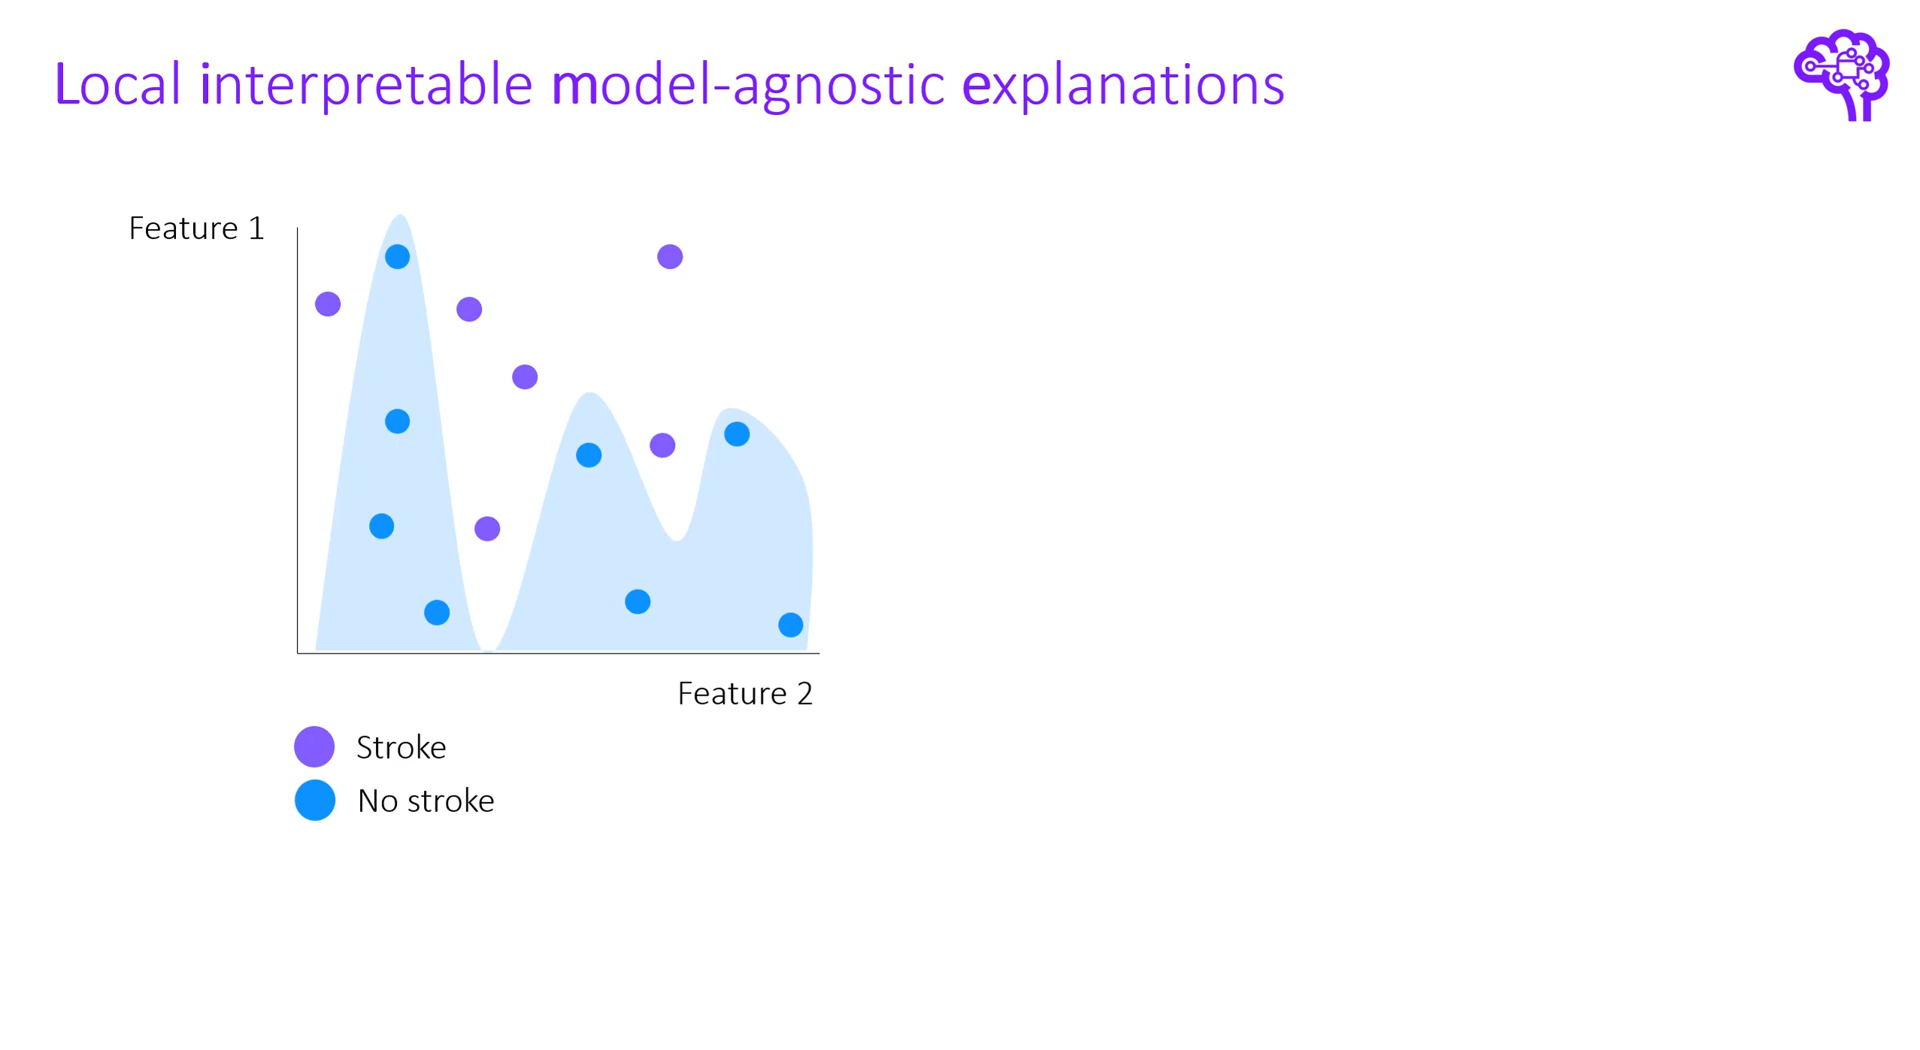 Local interpretable model-agnostic explanations
Feature 1
Feature 2
Stroke
No stroke